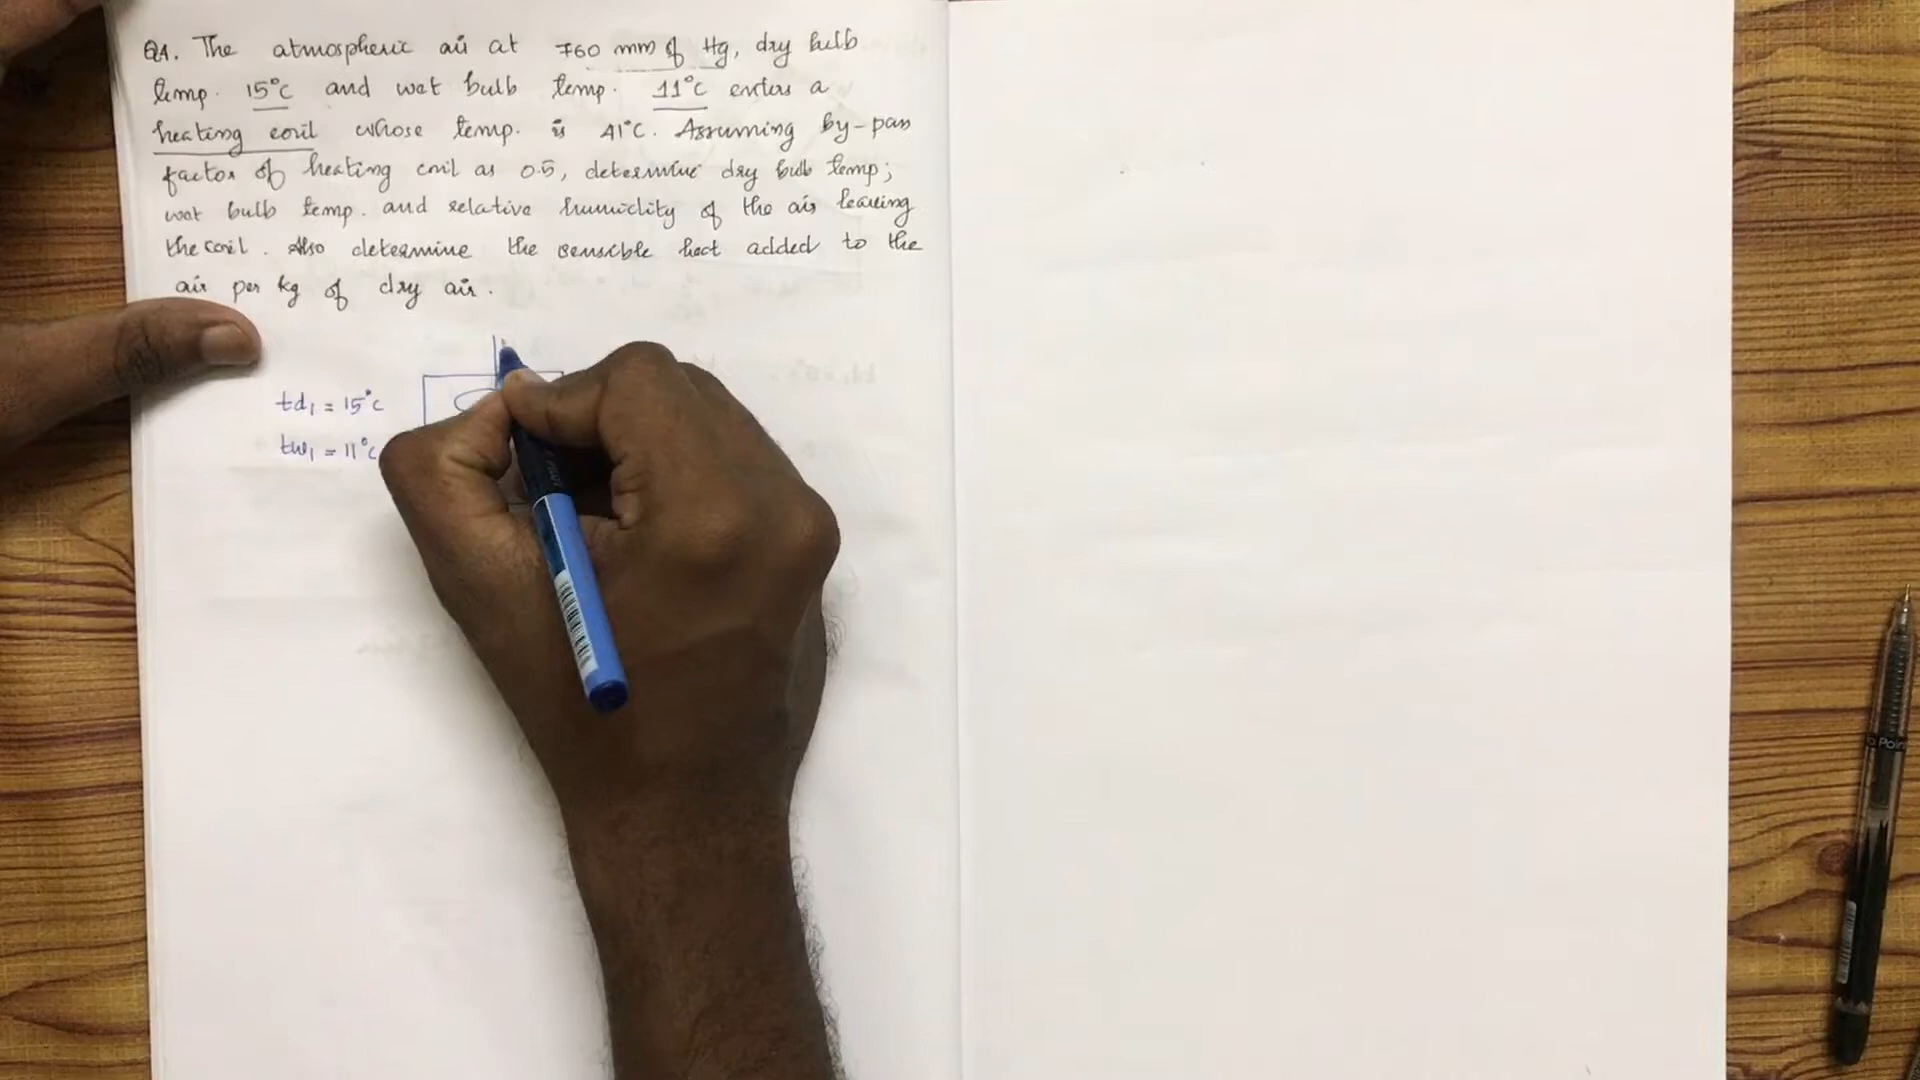 Q1. The atmospheric air at 760 mm of Hg, dry bulb
temp. 15°C and wet bulb temp. 11°C enters a
heating coil whose temp. is 41°C. Assuming by-pass
factor of heating coil as 0.5, determine dry bulb temp;
wet bulb temp. and relative humidity of the air leaving
the coil. Also determine the sensible heat added to the
air per kg of dry air.
td₁ = 15°C
tw₁ = 11°C